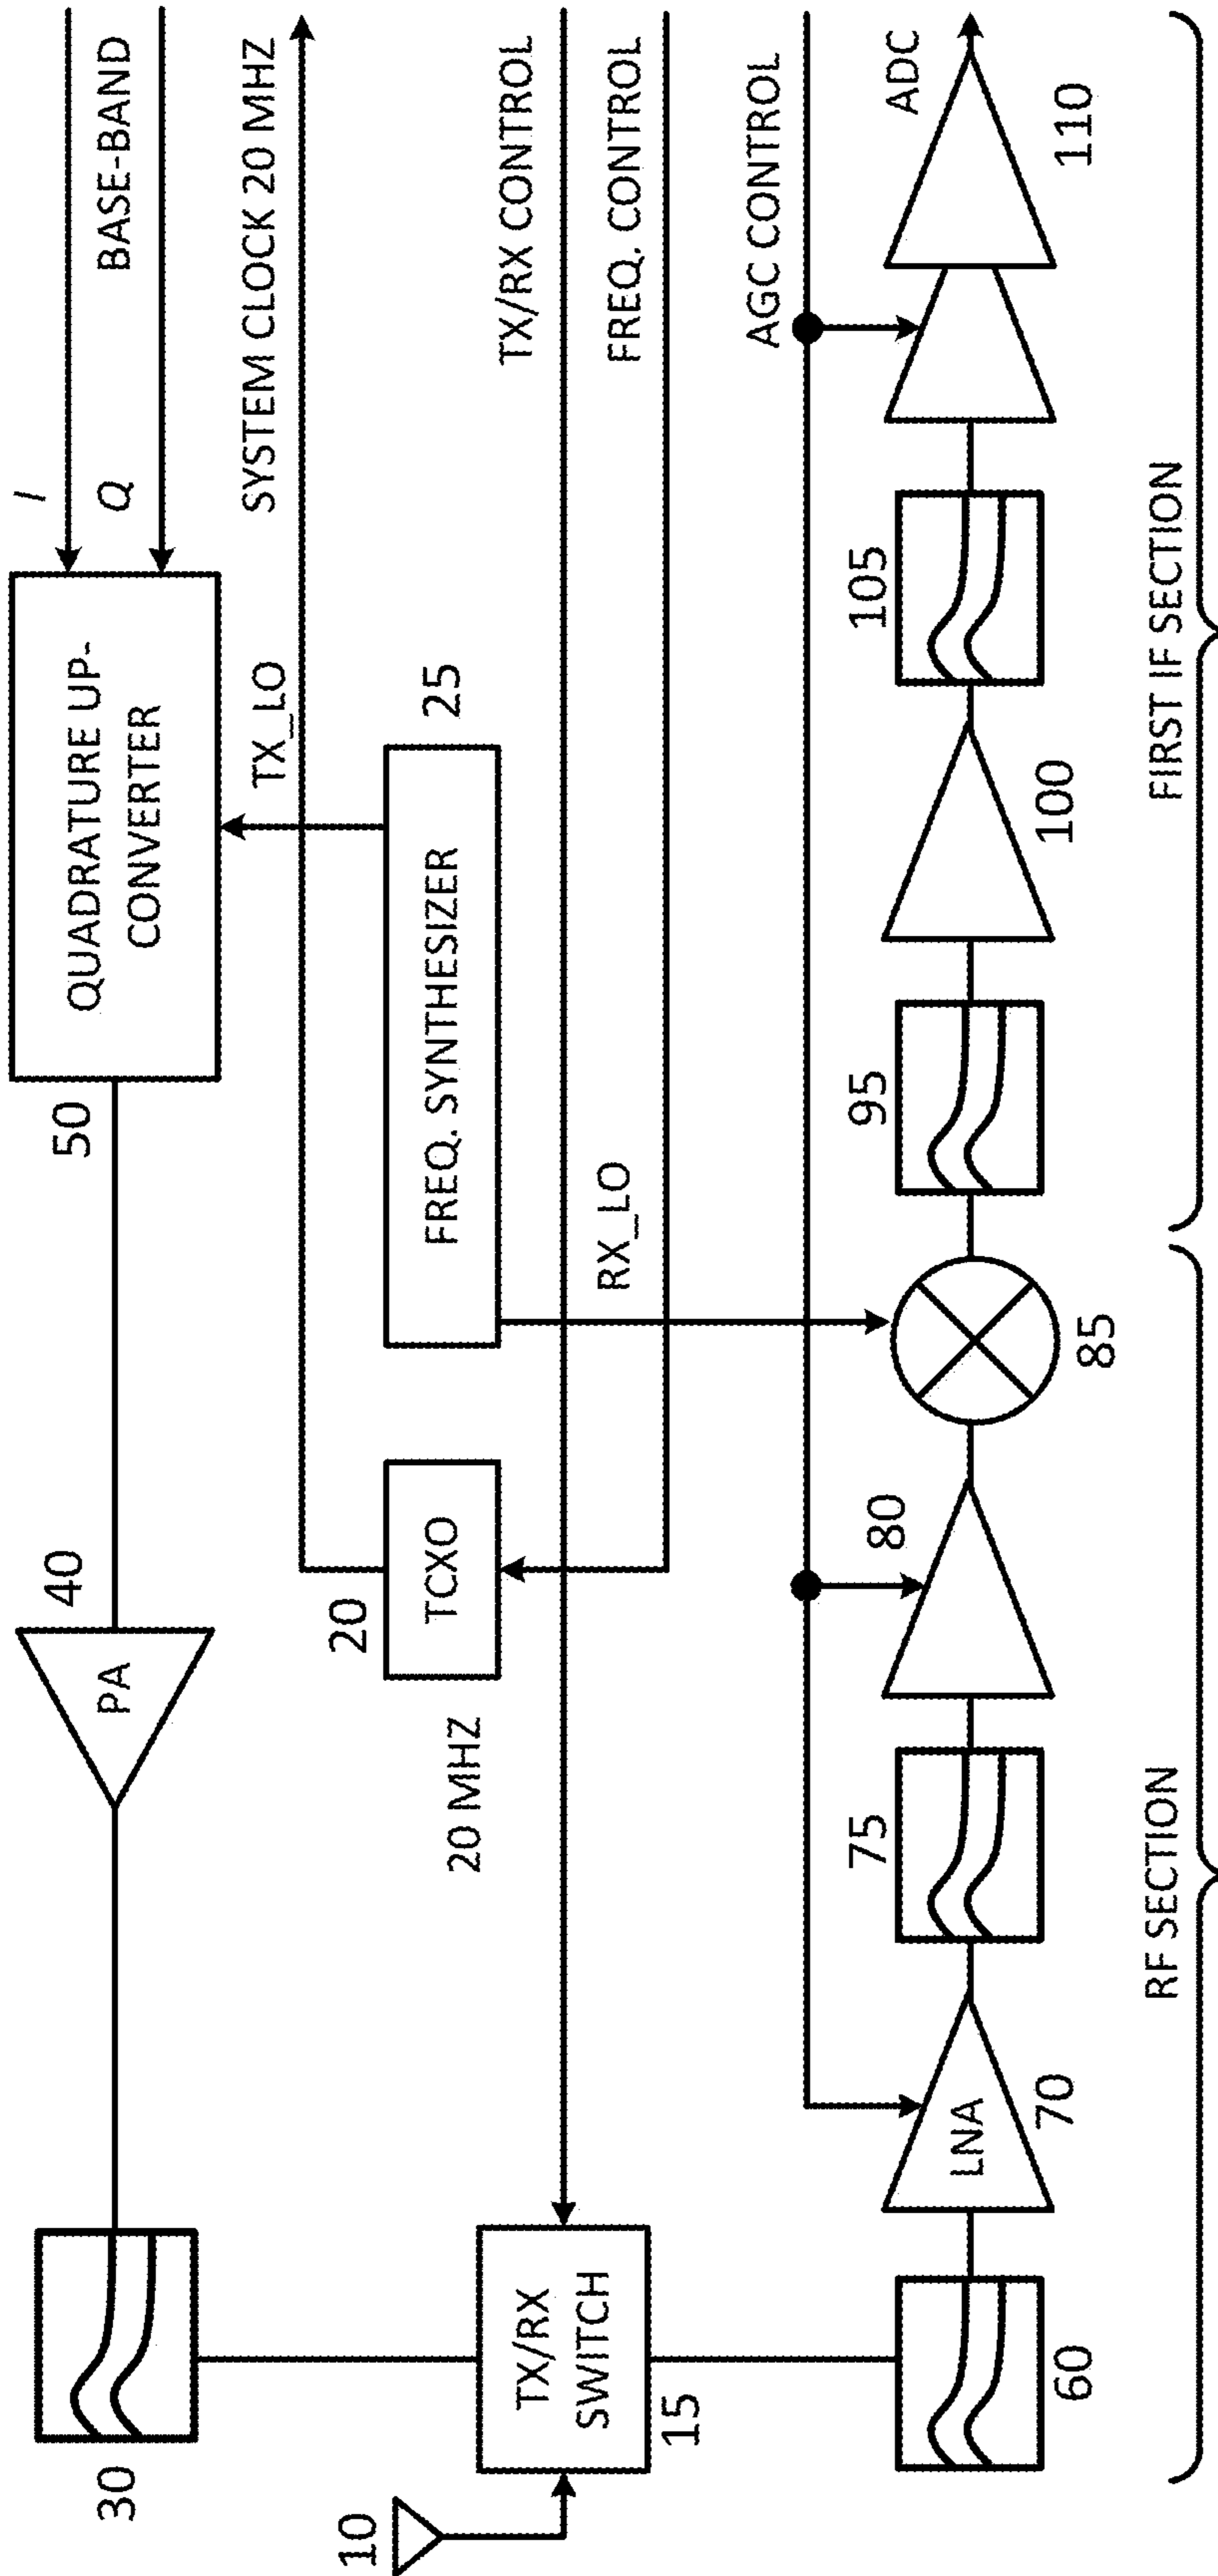 30
40
PA
50
QUADRATURE UP-
CONVERTER
I
Q
BASE-BAND
TX_LO
SYSTEM CLOCK 20 MHZ
10
20
TCXO
20 MHZ
FREQ. SYNTHESIZER
25
TX/RX
SWITCH
15
TX/RX CONTROL
RX_LO
FREQ. CONTROL
AGC CONTROL
60
LNA
70
75
80
85
95
100
105
110
ADC
RF SECTION
FIRST IF SECTION